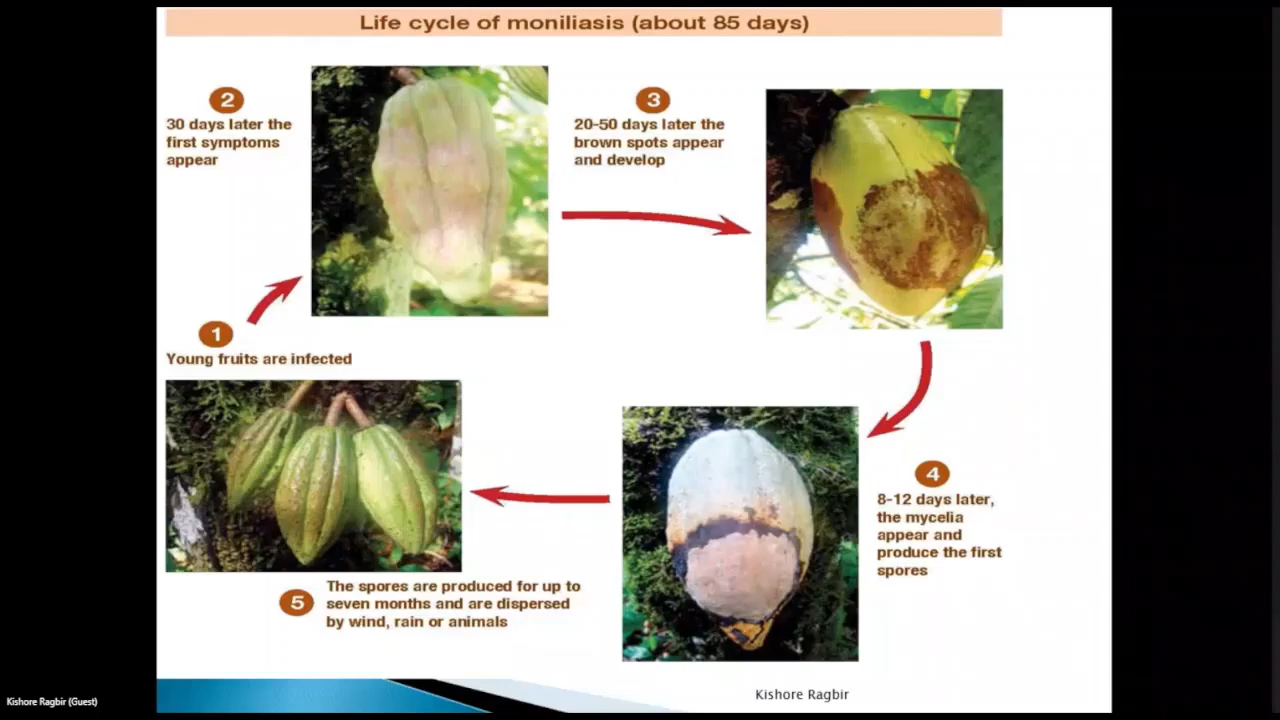 Life cycle of moniliasis (about 85 days)
2
30 days later the
first symptoms
appear
3
20-50 days later the
brown spots appear
and develop
1
Young fruits are infected
4
8-12 days later,
the mycelia
appear and
produce the first
spores
5
The spores are produced for up to
seven months and are dispersed
by wind, rain or animals
Kishore Ragbir
Kishore Ragbir (Guest)